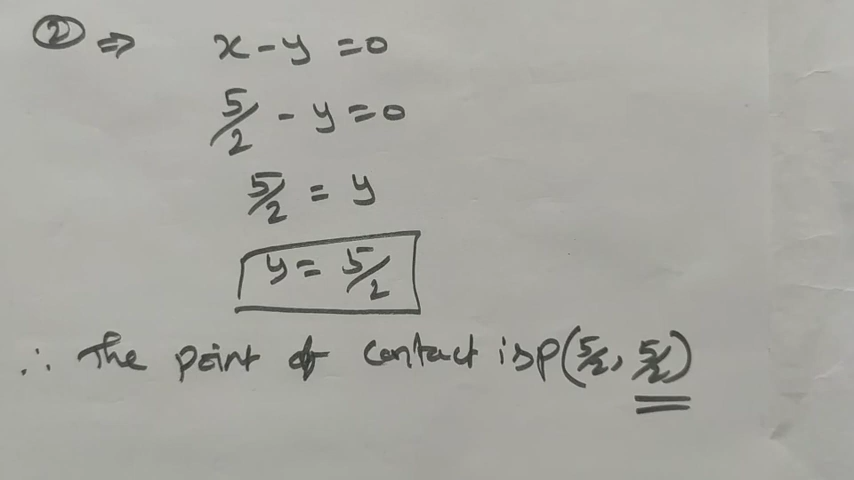 ② ⇒ x - y = 0
5/2 - y = 0
5/2 = y
y = 5/2
∴ The point of contact is P(5/2, 5/2)